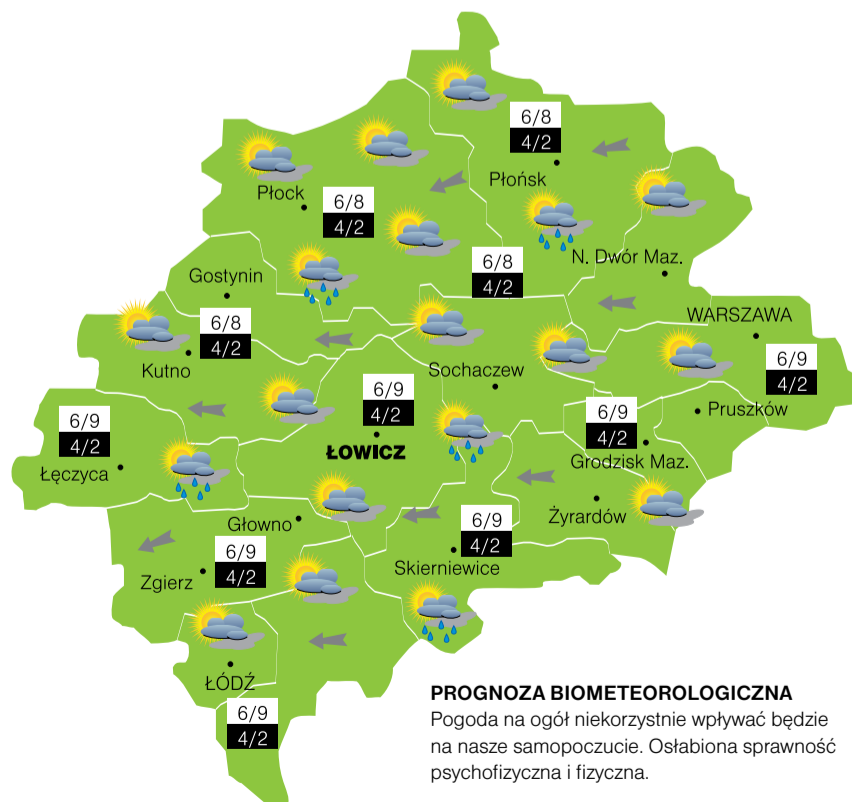 6/8
4/2
Płońsk
Płock
6/8
4/2
6/8
4/2
N. Dwór Maz.
Gostynin
6/8
4/2
Kutno
WARSZAWA
6/9
4/2
Sochaczew
6/9
4/2
ŁOWICZ
6/9
4/2
Pruszków
Grodzisk Maz.
6/9
4/2
Łęczyca
Żyrardów
Głowno
6/9
4/2
Skierniewice
6/9
4/2
Zgierz
ŁÓDŹ
6/9
4/2
PROGNOZA BIOMETEOROLOGICZNA
Pogoda na ogół niekorzystnie wpływać będzie
na nasze samopoczucie. Osłabiona sprawność
psychofizyczna i fizyczna.